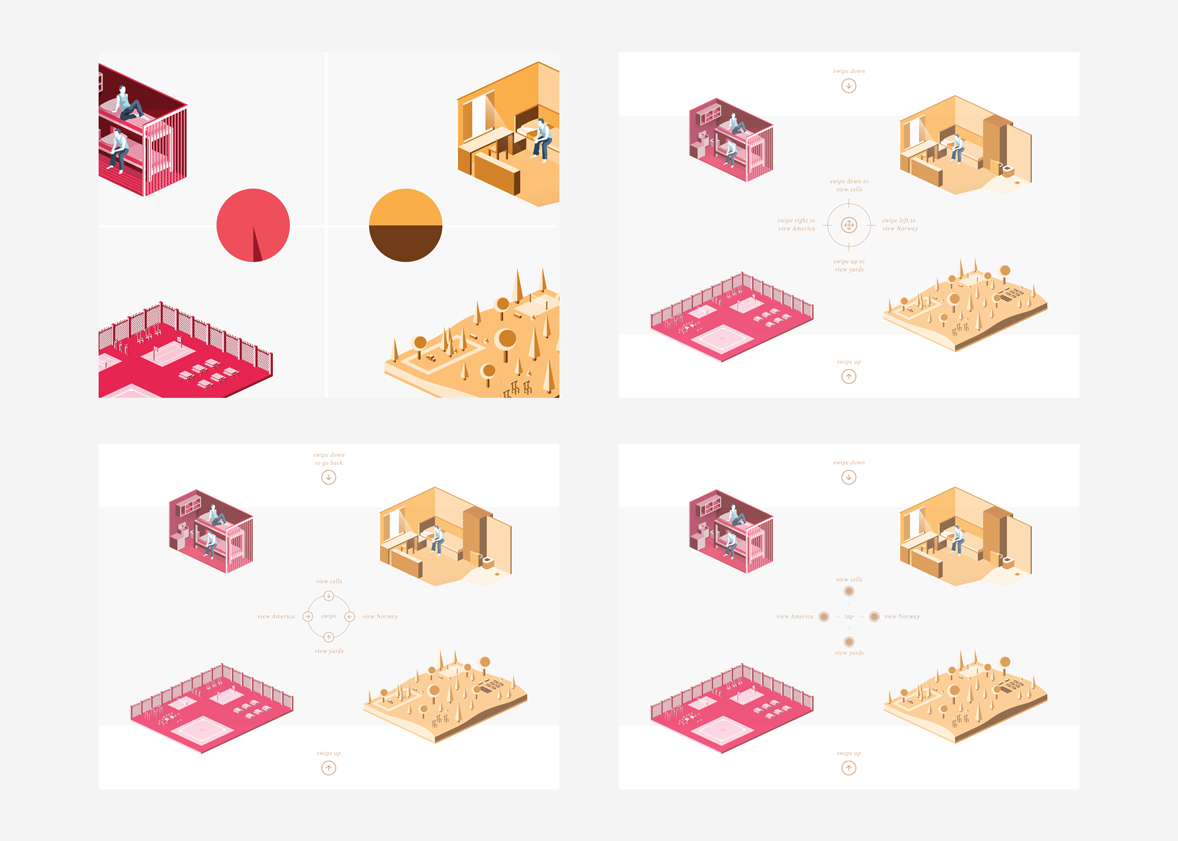 swipe down
swipe down to
view cells
swipe right to
view America
swipe left to
view Norway
swipe up to
view yards
swipe up
swipe down
to go back
view cells
view America
swipe
view Norway
view yards
swipe up
swipe down
view cells
view America
tap
view Norway
view yards
swipe up